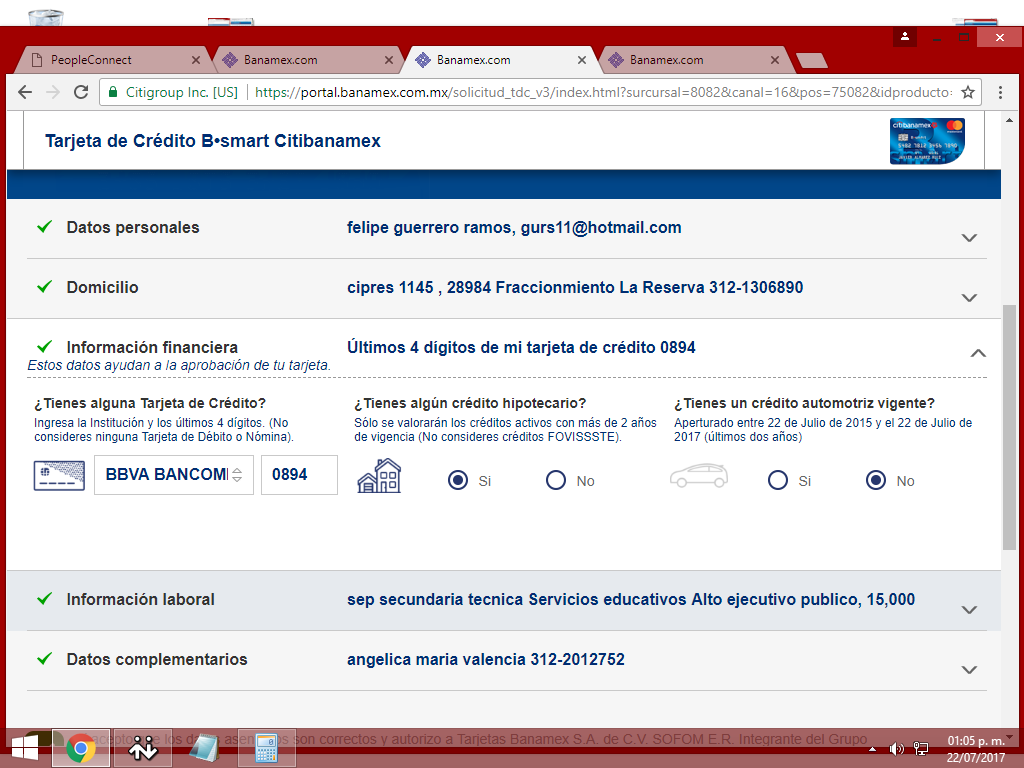 PeopleConnect
Banamex.com
Banamex.com
Banamex.com
Citigroup Inc. [US] https://portal.banamex.com.mx/solicitud_tdc_v3/index.html?sursursal=8082&canal=16&pos=75082&idproducto=
Tarjeta de Crédito B•smart Citibanamex
citibanamex
Datos personales felipe guerrero ramos, gurs11@hotmail.com
Domicilio cipres 1145 , 28984 Fraccionmiento La Reserva 312-1306890
Información financiera Últimos 4 dígitos de mi tarjeta de crédito 0894
Estos datos ayudan a la aprobación de tu tarjeta.
¿Tienes alguna Tarjeta de Crédito?
Ingresa la Institución y los últimos 4 dígitos. (No
consideres ninguna Tarjeta de Débito o Nómina).
BBVA BANCOM 0894
¿Tienes algún crédito hipotecario?
Sólo se valorarán los créditos activos con más de 2 años
de vigencia (No consideres créditos FOVISSSTE).
Si No
¿Tienes un crédito automotriz vigente?
Aperturado entre 22 de Julio de 2015 y el 22 de Julio de
2017 (últimos dos años)
Si No
Información laboral sep secundaria tecnica Servicios educativos Alto ejecutivo publico, 15,000
Datos complementarios angelica maria valencia 312-2012752
son correctos y autorizo a Tarjetas Banamex S.A. de C.V. SOFOM E.R. Integrante del Grupo
01:05 p. m.
22/07/2017